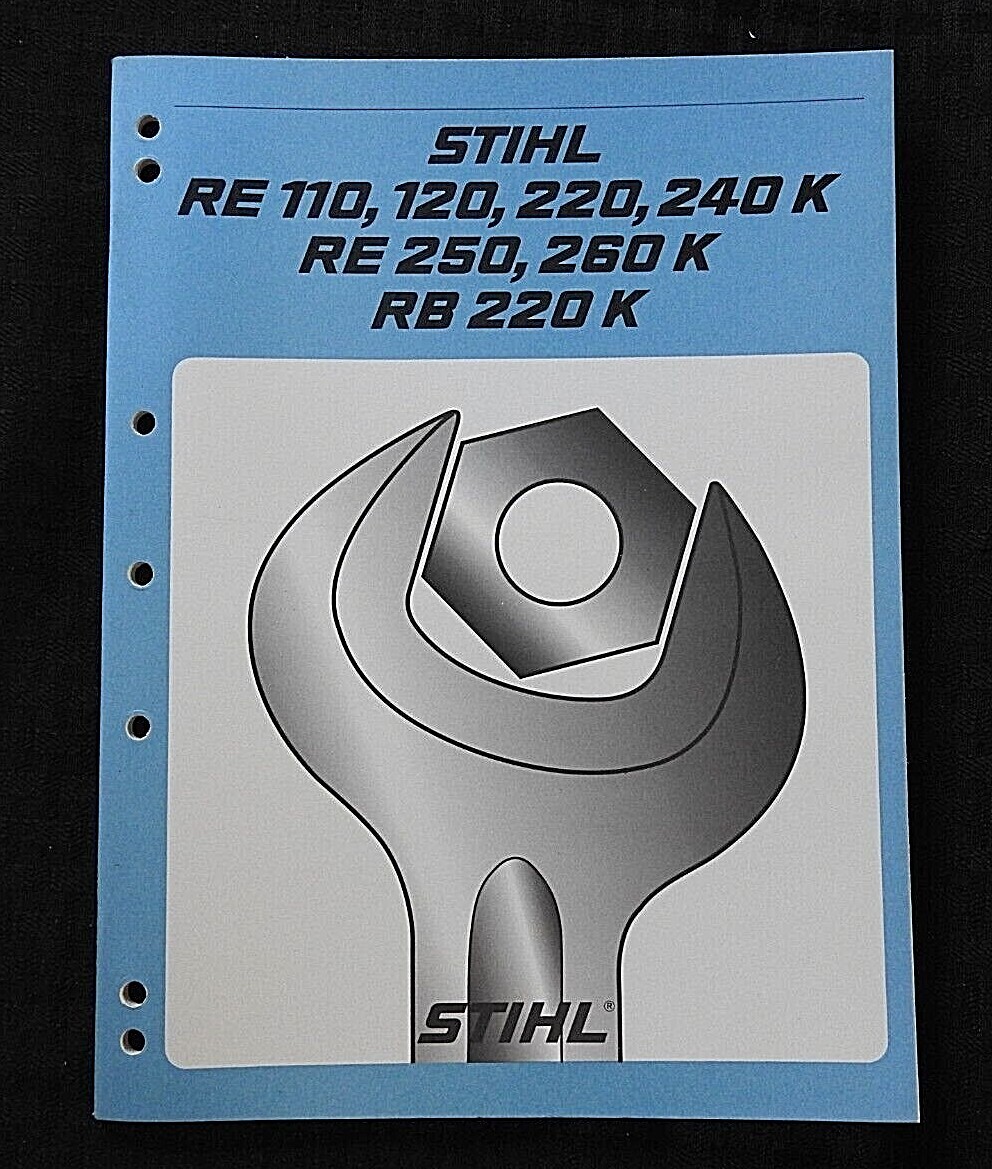 STIHL
RE 110, 120, 220, 240 K
RE 250, 260 K
RB 220 K
STIHL®